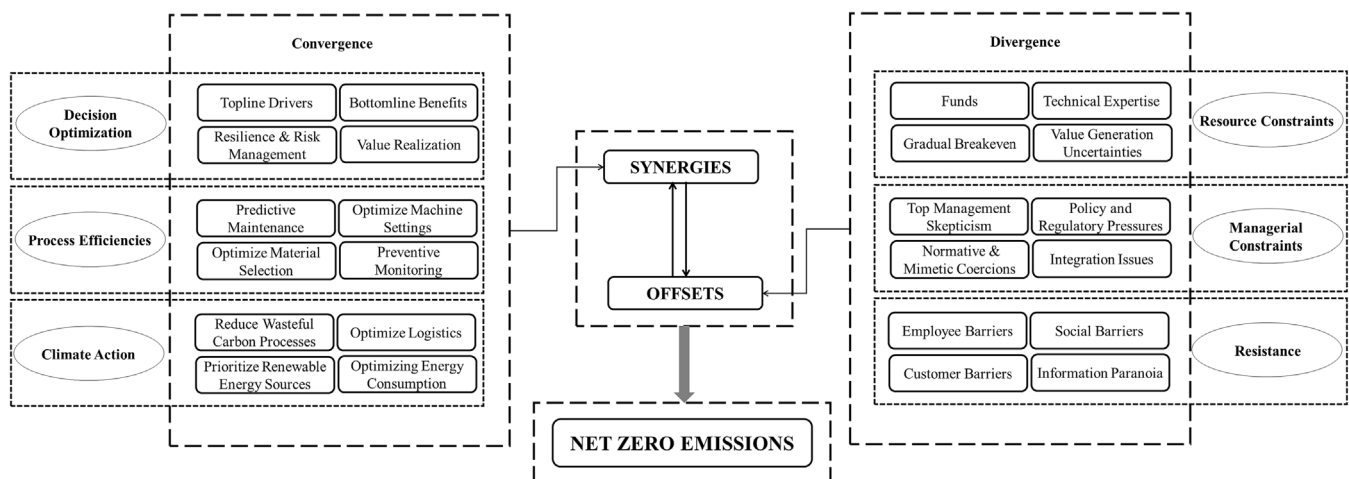 Convergence
Decision
Optimization
Topline Drivers
Bottomline Benefits
Resilience & Risk
Management
Value Realization
Process Efficiencies
Predictive
Maintenance
Optimize Machine
Settings
Optimize Material
Selection
Preventive
Monitoring
Climate Action
Reduce Wasteful
Carbon Processes
Optimize Logistics
Prioritize Renewable
Energy Sources
Optimizing Energy
Consumption
SYNERGIES
OFFSETS
NET ZERO EMISSIONS
Divergence
Funds
Technical Expertise
Gradual Breakeven
Value Generation
Uncertainties
Resource Constraints
Top Management
Skepticism
Policy and
Regulatory Pressures
Normative &
Mimetic Coercions
Integration Issues
Managerial
Constraints
Employee Barriers
Social Barriers
Customer Barriers
Information Paranoia
Resistance